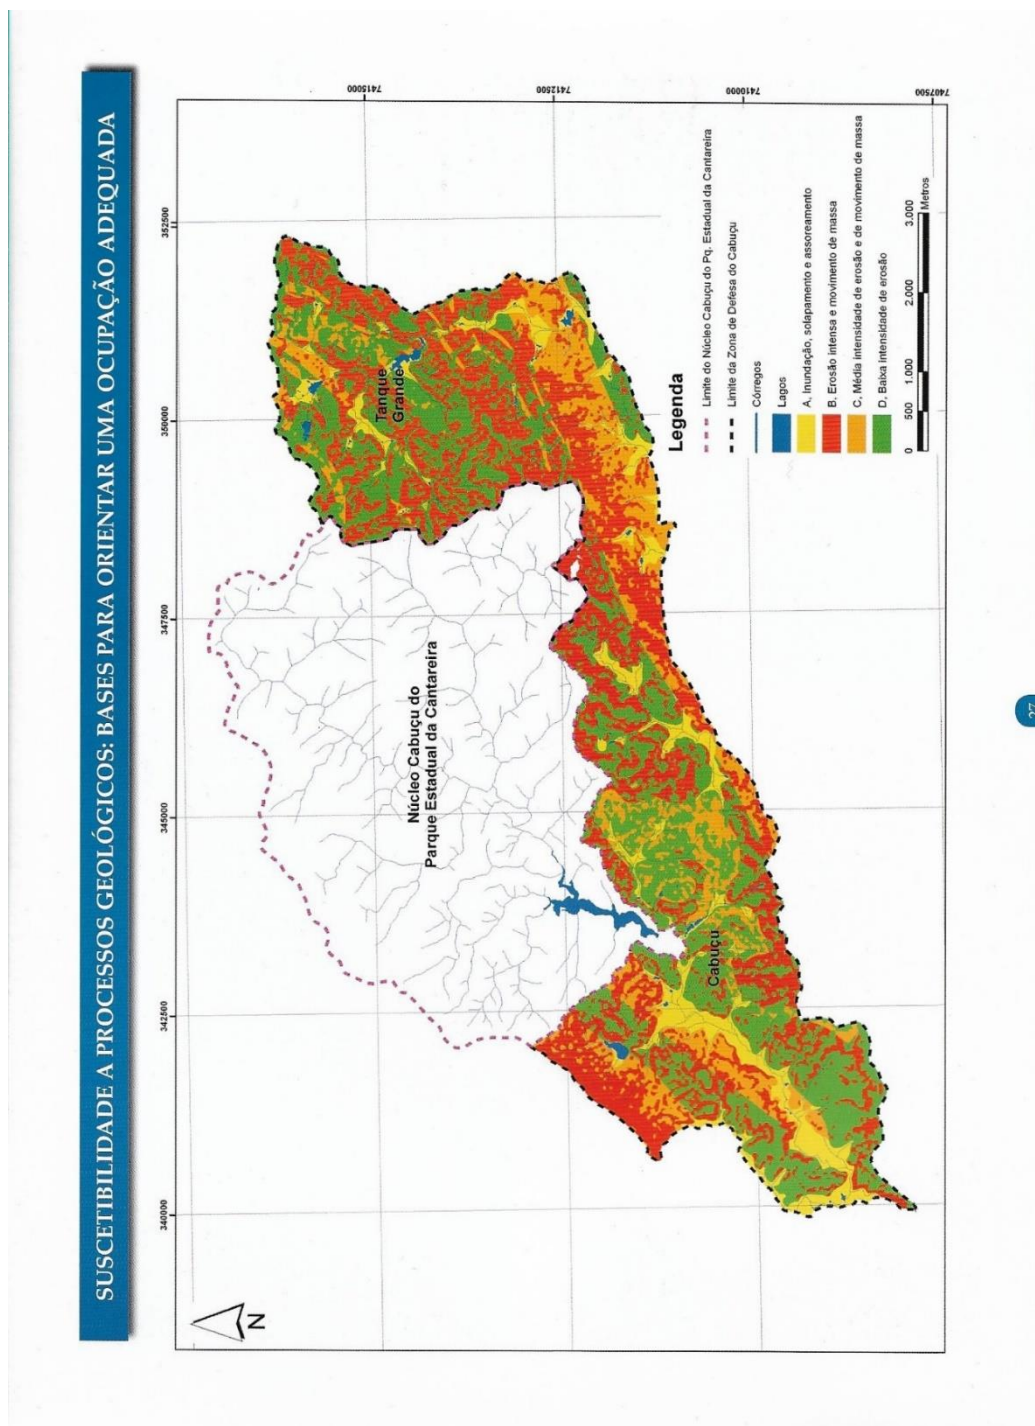 SUSCETIBILIDADE A PROCESSOS GEOLÓGICOS: BASES PARA ORIENTAR UMA OCUPAÇÃO ADEQUADA
340000
342500
345000
347500
350000
352500
7415000
7412500
7410000
7407500
N
Núcleo Cabuçu do
Parque Estadual da Cantareira
Tanque
Grande
Cabuçu
Legenda
Limite do Núcleo Cabuçu do Pq. Estadual da Cantareira
Limite da Zona de Defesa do Cabuçu
Córregos
Lagos
A. Inundação, solapamento e assoreamento
B. Erosão intensa e movimento de massa
C. Média intensidade de erosão e de movimento de massa
D. Baixa Intensidade de erosão
0 500 1.000 2.000 3.000
Metros
27